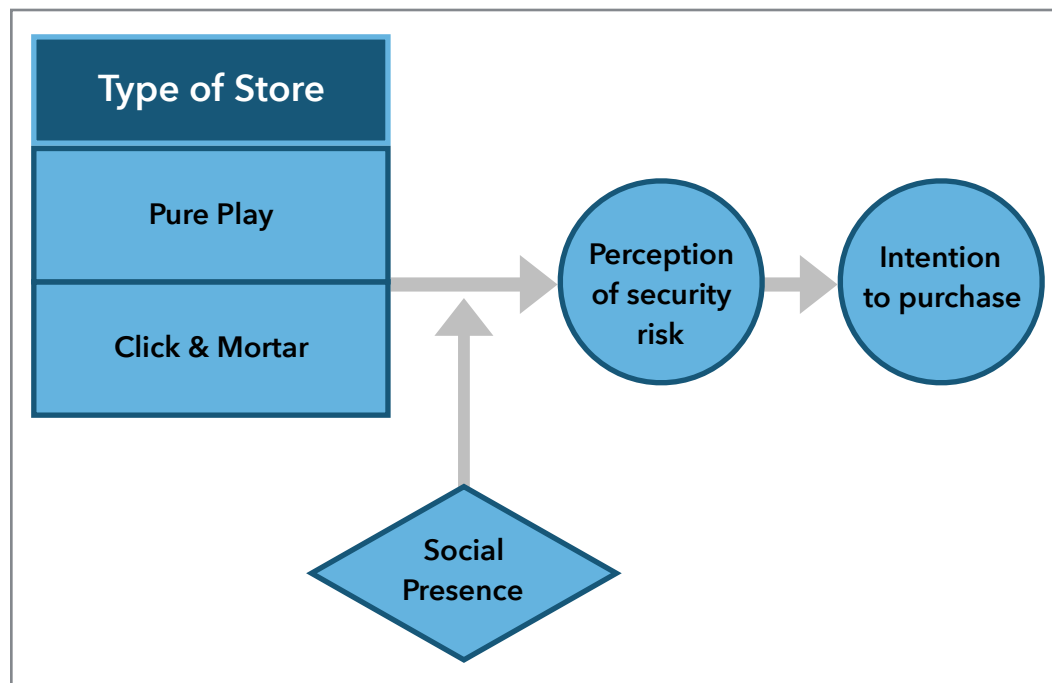 Type of Store
Pure Play
Click & Mortar
Perception
of security
risk
Intention
to purchase
Social
Presence